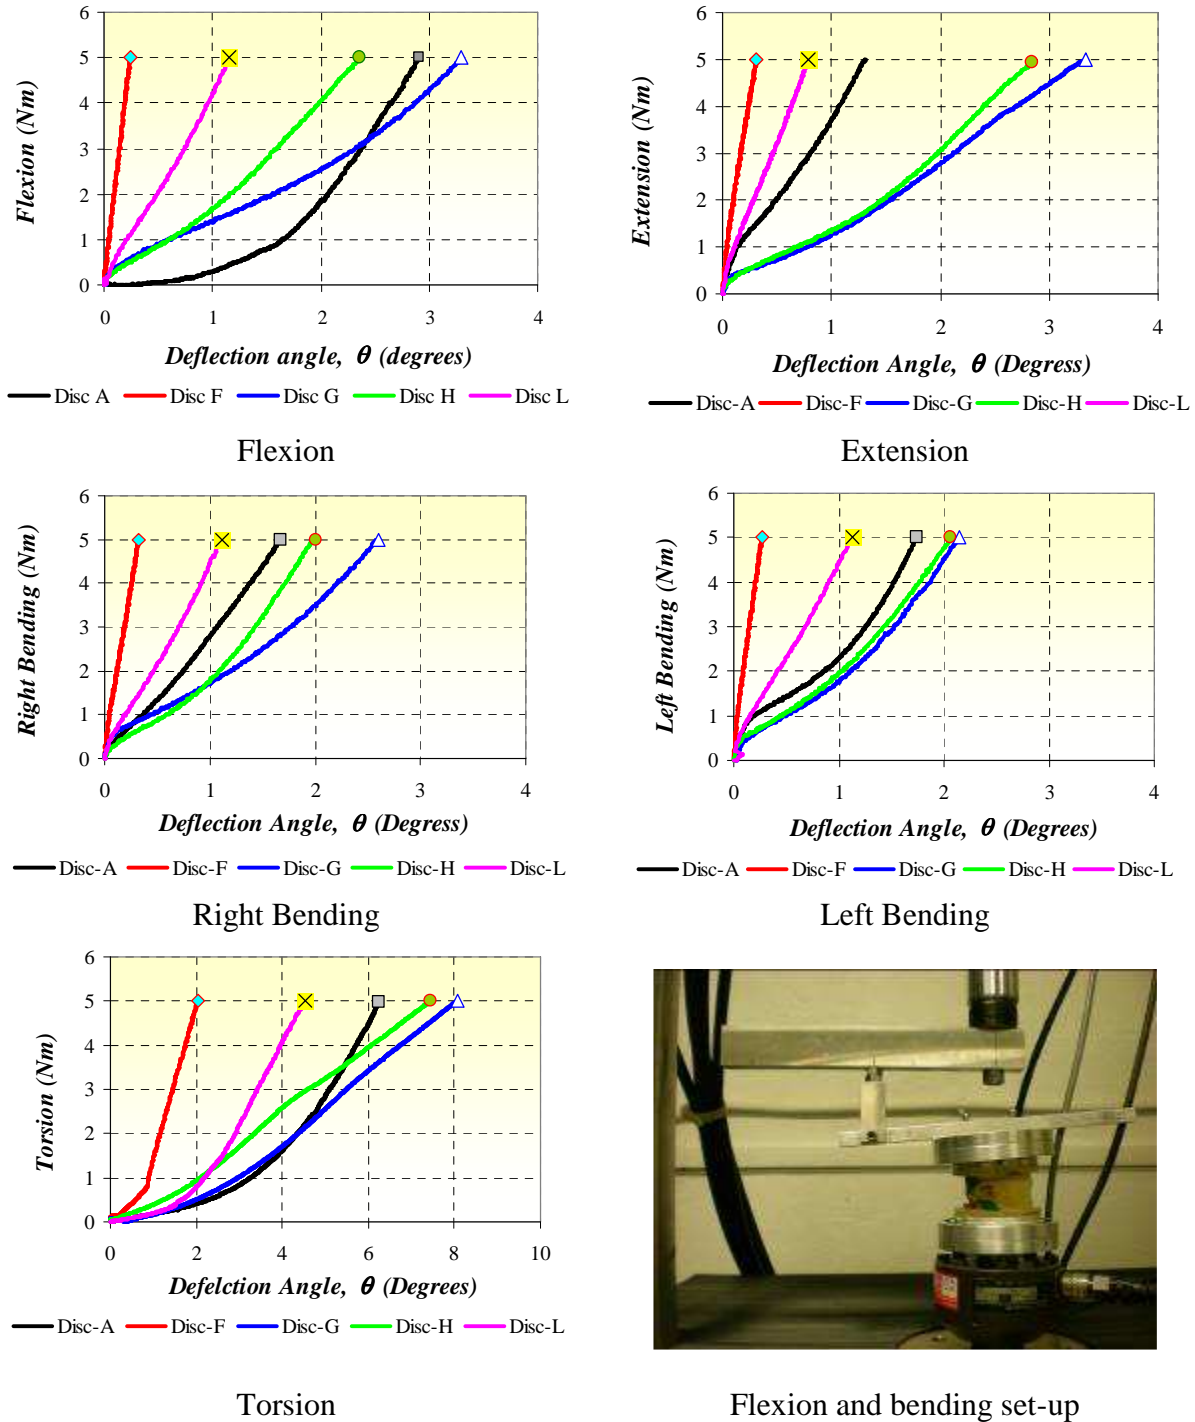 6
5
4
3
2
1
0
Flexion (Nm)
0 1 2 3 4
Deflection angle, θ (degrees)
Disc A Disc F Disc G Disc H Disc L
Flexion
6
5
4
3
2
1
0
Extension (Nm)
0 1 2 3 4
Deflection Angle, θ (Degress)
Disc-A Disc-F Disc-G Disc-H Disc-L
Extension
6
5
4
3
2
1
0
Right Bending (Nm)
0 1 2 3 4
Deflection Angle, θ (Degress)
Disc-A Disc-F Disc-G Disc-H Disc-L
Right Bending
6
5
4
3
2
1
0
Left Bending (Nm)
0 1 2 3 4
Deflection Angle, θ (Degrees)
Disc-A Disc-F Disc-G Disc-H Disc-L
Left Bending
6
5
4
3
2
1
0
Torsion (Nm)
0 2 4 6 8 10
Defelction Angle, θ (Degrees)
Disc-A Disc-F Disc-G Disc-H Disc-L
Torsion
Flexion and bending set-up